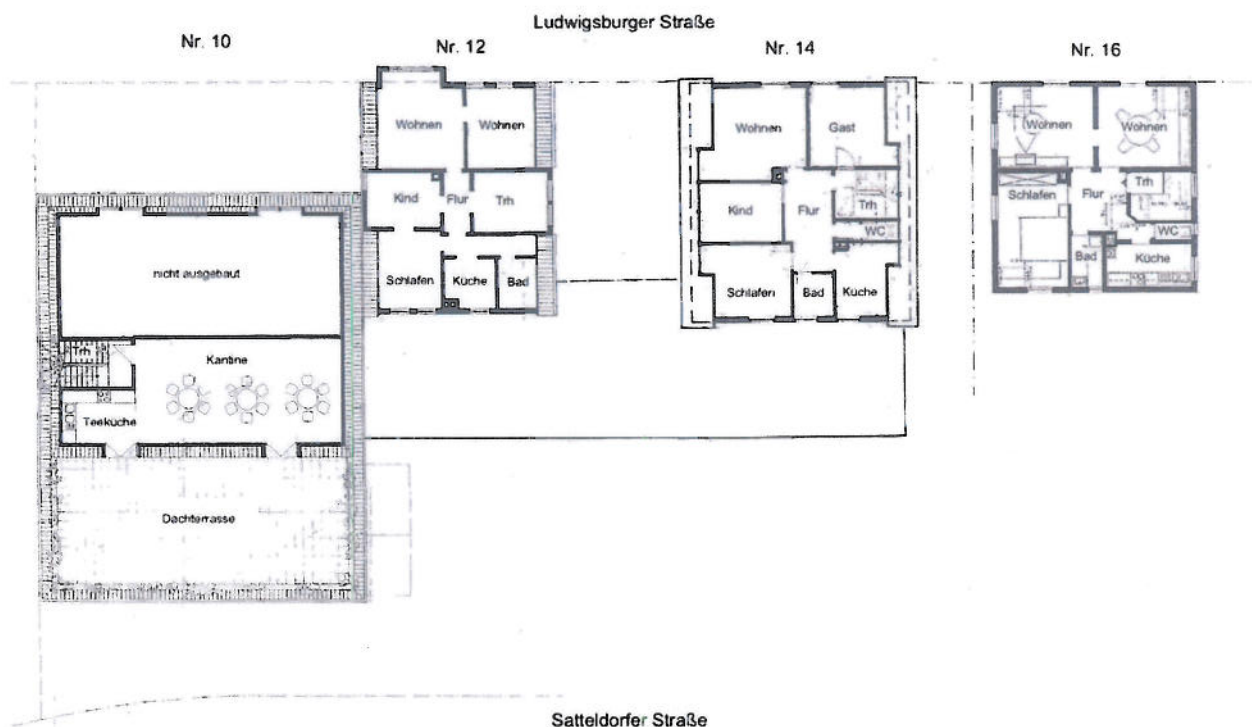 Ludwigsburger Straße
Nr. 10
Nr. 12
Nr. 14
Nr. 16
Wohnen
Wohnen
Kind
Flur
Trh
Schlafen
Küche
Bad
nicht ausgebaut
Trh
Kantine
Teeküche
Dachterrasse
Wohnen
Gast
Kind
Flur
Trh
WC
Schlafen
Bad
Küche
Wohnen
Wohnen
Schlafen
Flur
Trh
WC
Bad
Küche
Satteldorfer Straße